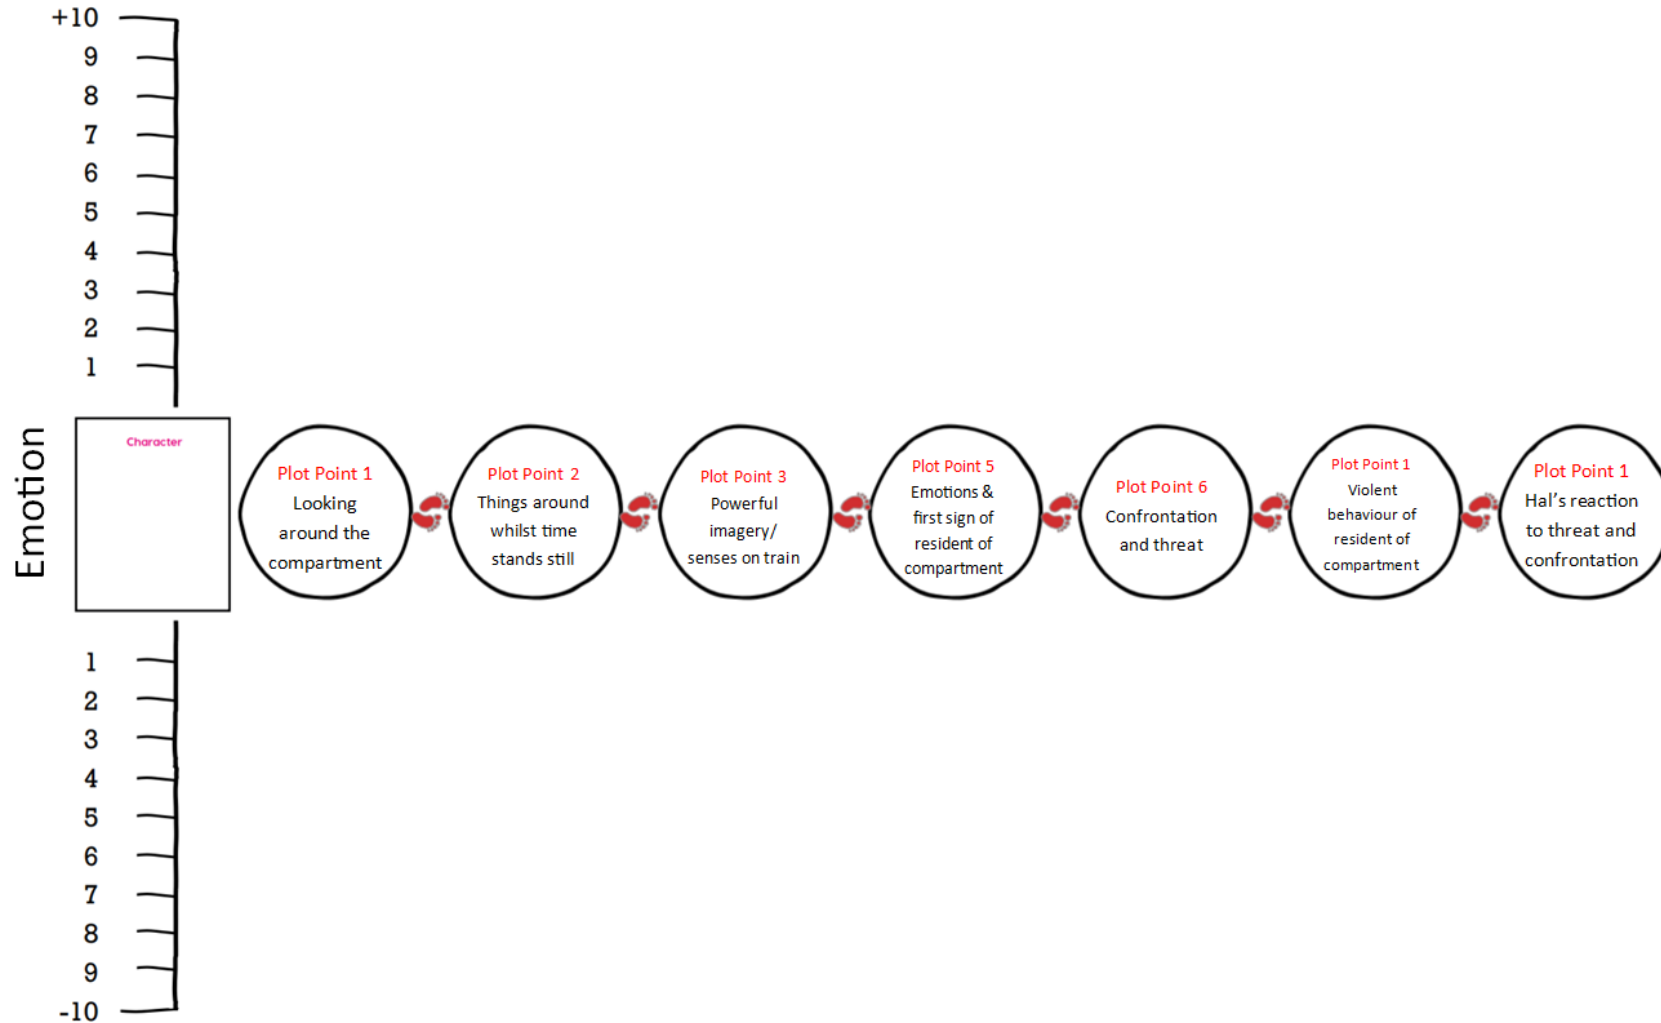 +10
9
8
7
6
5
4
3
2
1
Emotion
Character
Plot Point 1
Looking
around the
compartment
Plot Point 2
Things around
whilst time
stands still
Plot Point 3
Powerful
imagery/
senses on train
Plot Point 5
Emotions &
first sign of
resident of
compartment
Plot Point 6
Confrontation
and threat
Plot Point 1
Violent
behaviour of
resident of
compartment
Plot Point 1
Hal's reaction
to threat and
confrontation
1
2
3
4
5
6
7
8
9
-10